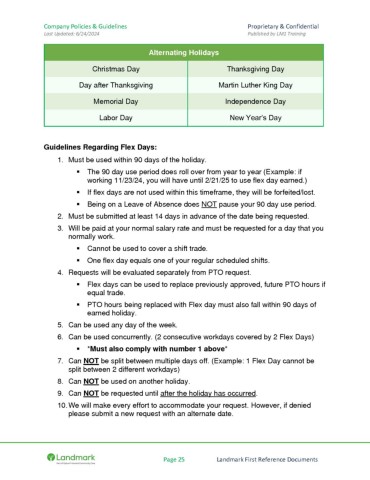 Company Policies & Guidelines Proprietary & Confidential
Last Updated: 6/24/2024 Published by LMS Training
Alternating Holidays
Christmas Day Thanksgiving Day
Day after Thanksgiving Martin Luther King Day
Memorial Day Independence Day
Labor Day New Year's Day
Guidelines Regarding Flex Days:
1. Must be used within 90 days of the holiday.
▪ The 90 day use period does roll over from year to year (Example: if
working 11/23/24, you will have until 2/21/25 to use flex day earned.)
▪ If flex days are not used within this timeframe, they will be forfeited/lost.
▪ Being on a Leave of Absence does NOT pause your 90 day use period.
2. Must be submitted at least 14 days in advance of the date being requested.
3. Will be paid at your normal salary rate and must be requested for a day that you
normally work.
▪ Cannot be used to cover a shift trade.
▪ One flex day equals one of your regular scheduled shifts.
4. Requests will be evaluated separately from PTO request.
▪ Flex days can be used to replace previously approved, future PTO hours if
equal trade.
▪ PTO hours being replaced with Flex day must also fall within 90 days of
earned holiday.
5. Can be used any day of the week.
6. Can be used concurrently. (2 consecutive workdays covered by 2 Flex Days)
▪ *Must also comply with number 1 above*
7. Can NOT be split between multiple days off. (Example: 1 Flex Day cannot be
split between 2 different workdays)
8. Can NOT be used on another holiday.
9. Can NOT be requested until after the holiday has occurred.
10. We will make every effort to accommodate your request. However, if denied
please submit a new request with an alternate date.
Landmark Page 25 Landmark First Reference Documents